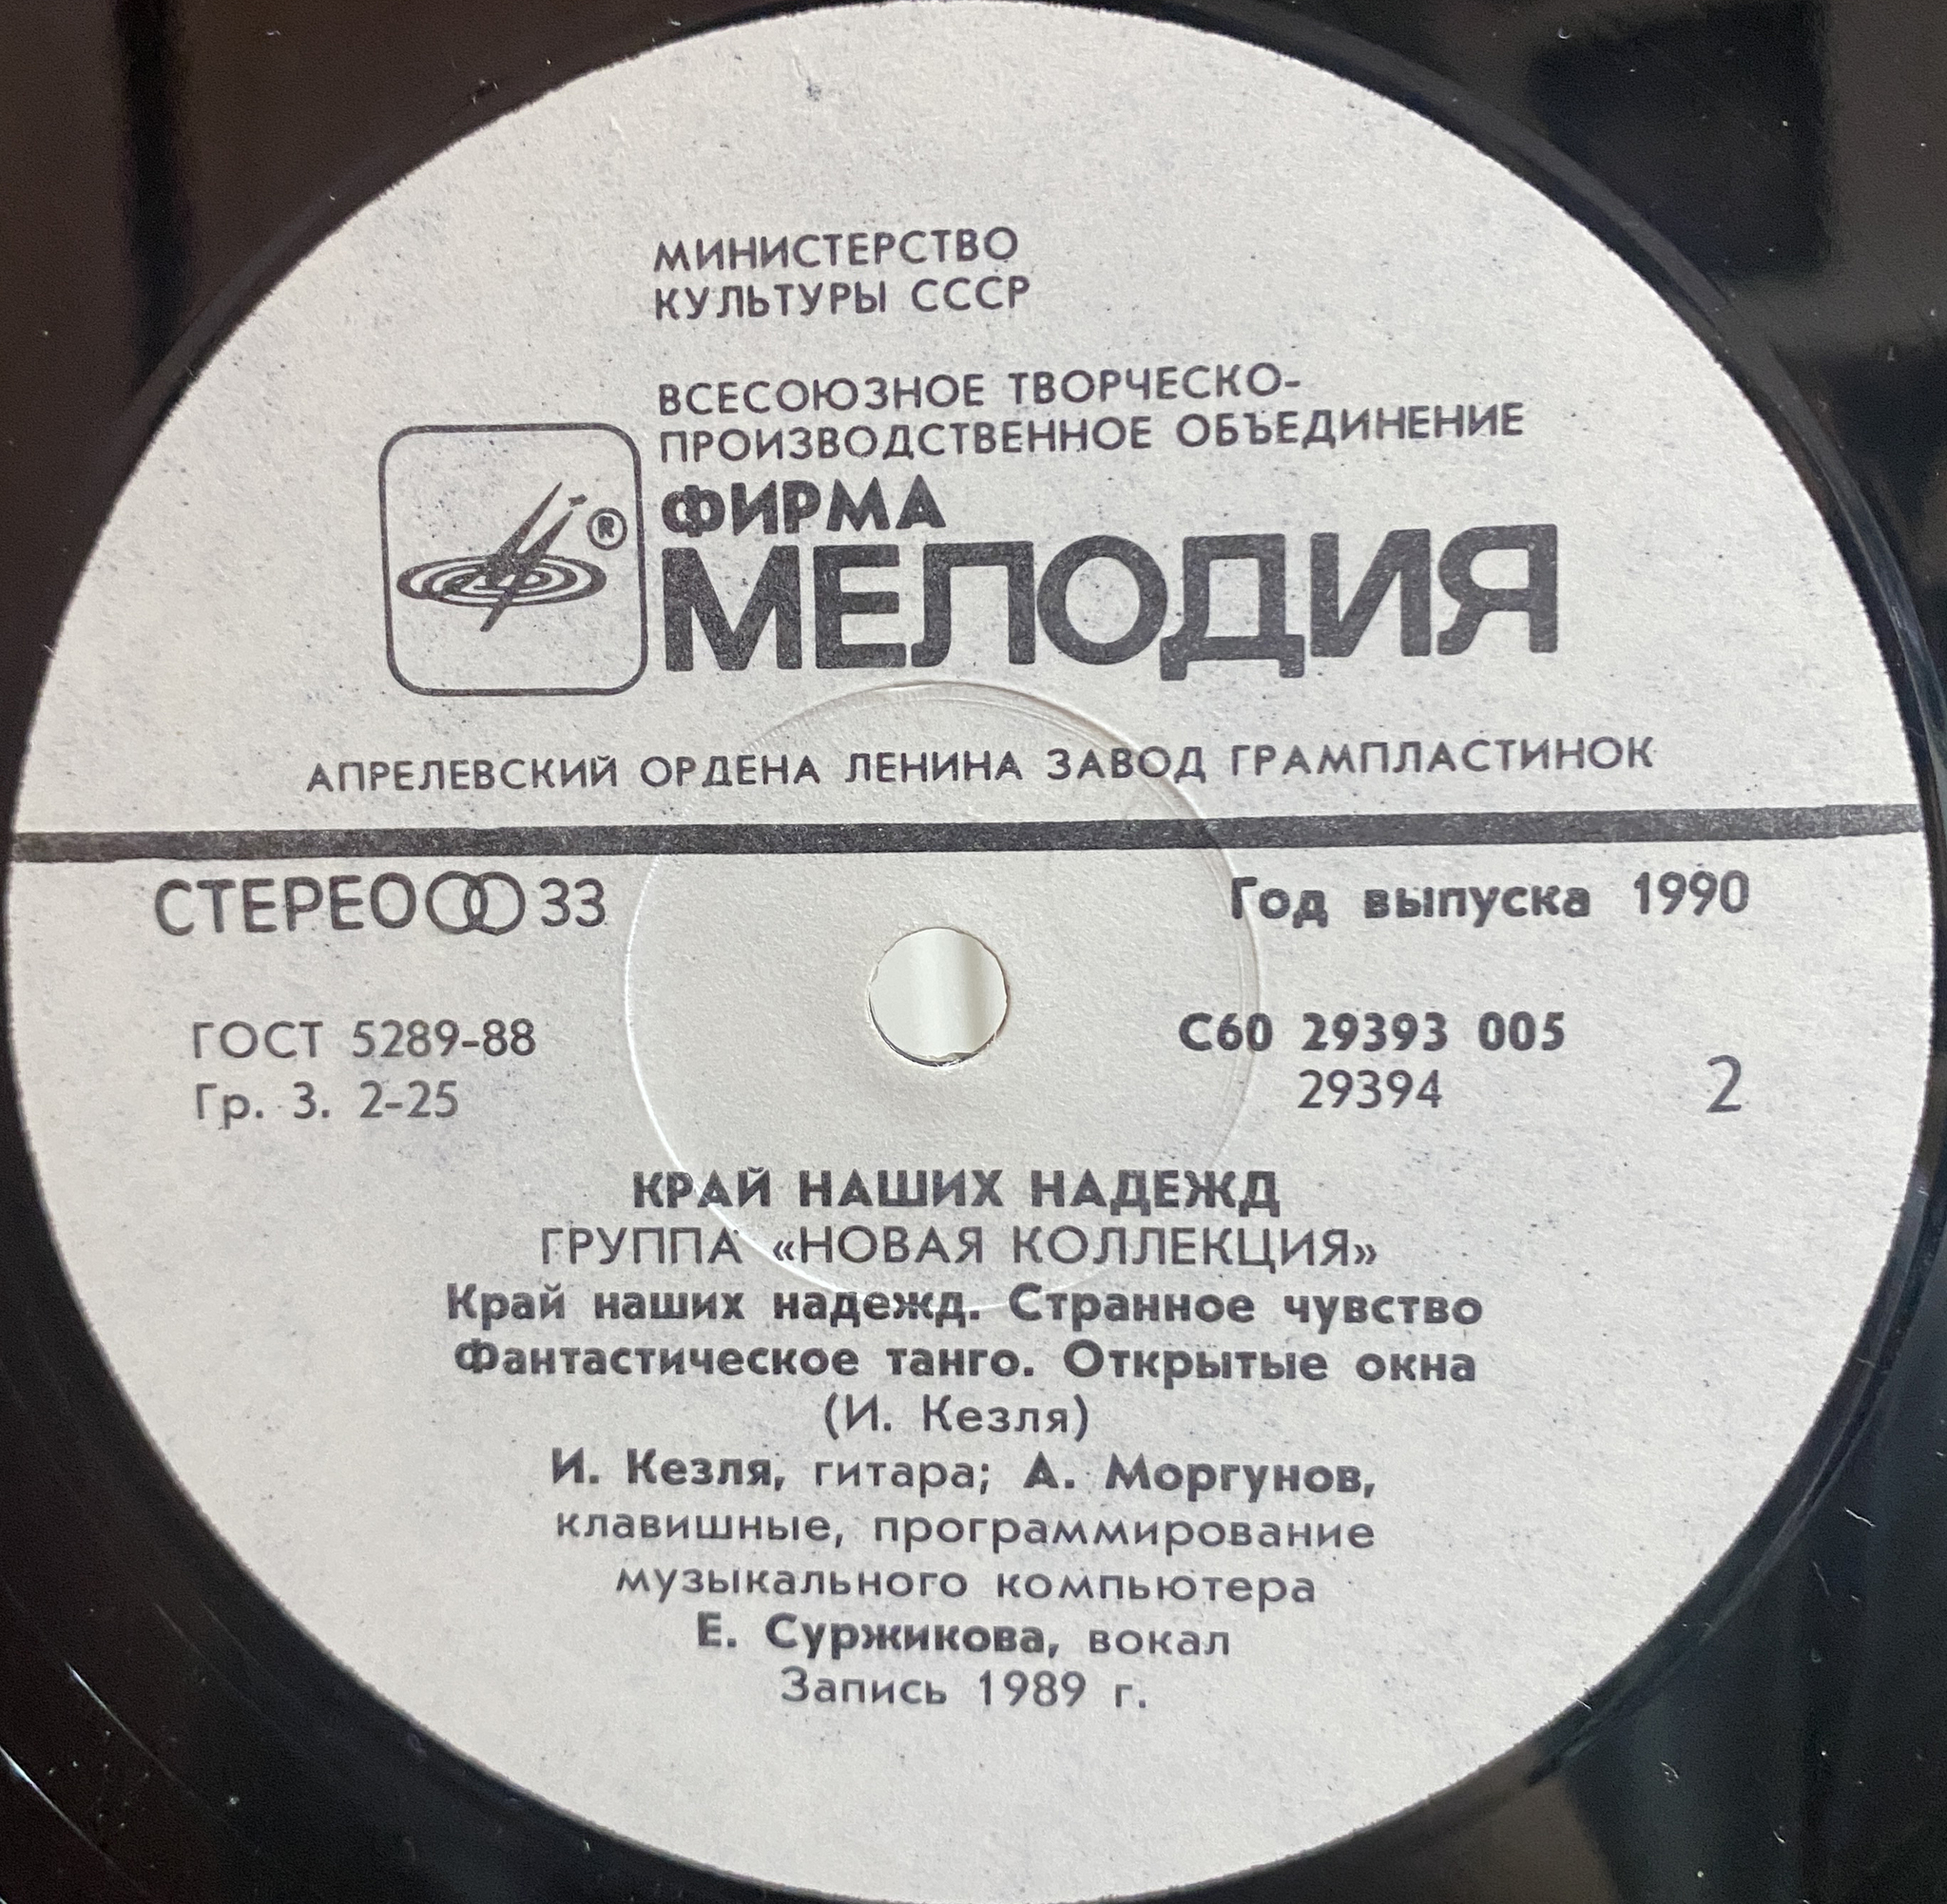 МИНИСТЕРСТВО
КУЛЬТУРЫ СССР
ВСЕСОЮЗНОЕ ТВОРЧЕСКО-
ПРОИЗВОДСТВЕННОЕ ОБЪЕДИНЕНИЕ
ФИРМА
®
МЕЛОДИЯ
АПРЕЛЕВСКИЙ ОРДЕНА ЛЕНИНА ЗАВОД ГРАМПЛАСТИНОК
СТЕРЕО 33
Год выпуска 1990
ГОСТ 5289-88
Гр. 3. 2-25
С60 29393 005
29394
2
КРАЙ НАШИХ НАДЕЖД
ГРУППА «НОВАЯ КОЛЛЕКЦИЯ»
Край наших надежд. Странное чувство
Фантастическое танго. Открытые окна
(И. Кезля)
И. Кезля, гитара; А. Моргунов,
клавишные, программирование
музыкального компьютера
Е. Суржикова, вокал
Запись 1989 г.